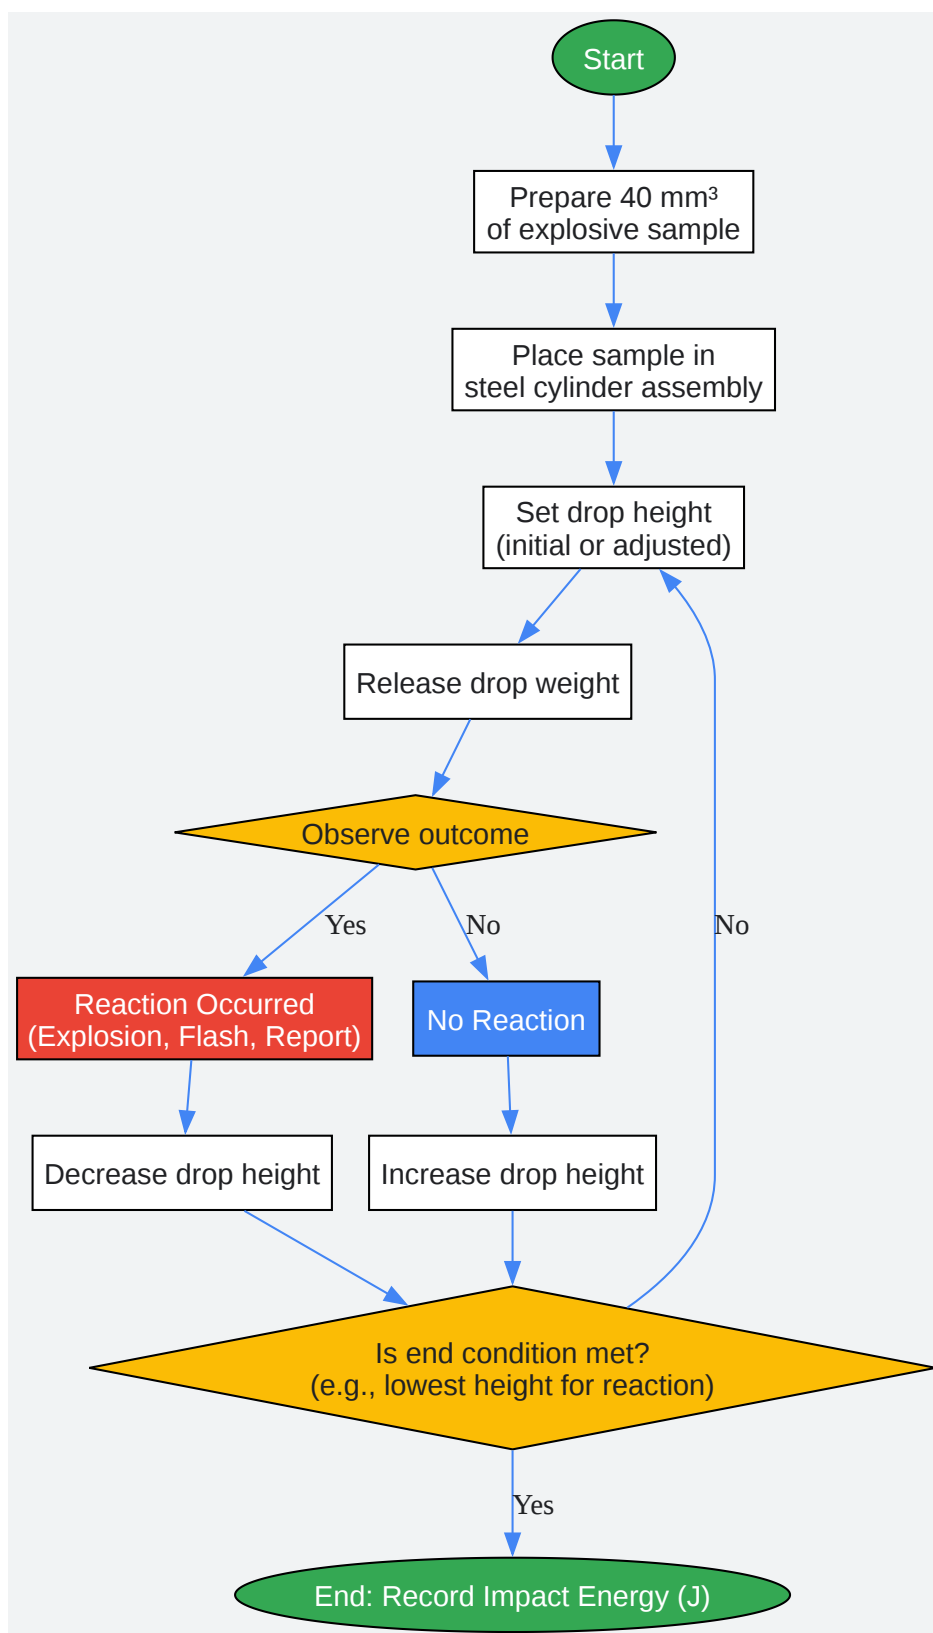 Start
Prepare 40 mm³
of explosive sample
Place sample in
steel cylinder assembly
Set drop height
(initial or adjusted)
Release drop weight
Observe outcome
Yes
No
No
Reaction Occurred
(Explosion, Flash, Report)
No Reaction
Decrease drop height
Increase drop height
Is end condition met?
(e.g., lowest height for reaction)
Yes
End: Record Impact Energy (J)